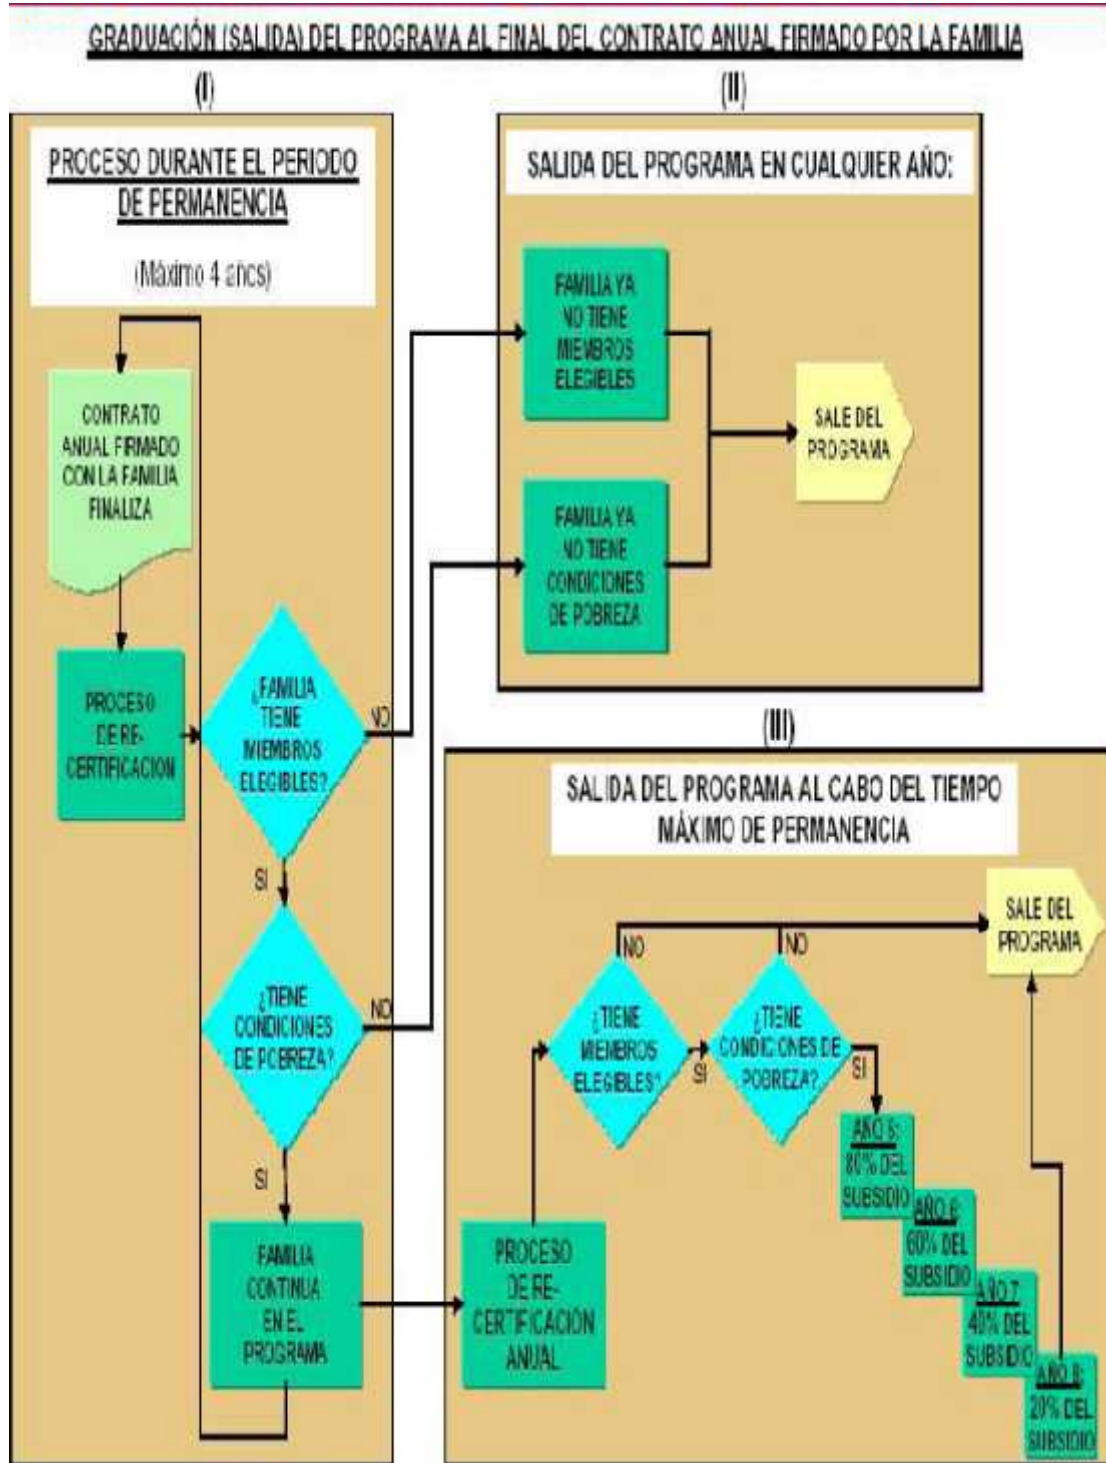 GRADUACIÓN (SALIDA) DEL PROGRAMA AL FINAL DEL CONTRATO ANUAL FIRMADO POR LA FAMILIA
(I)
PROCESO DURANTE EL PERIODO
DE PERMANENCIA
(Máximo 4 años)
CONTRATO
ANUAL FIRMADO
CON LA FAMILIA
FINALIZA
PROCESO
DE RE-
CERTIFICACION
¿FAMILIA
TIENE
MIEMBROS
ELEGIBLES?
NO
SI
¿TIENE
CONDICIONES
DE POBREZA?
NO
SI
FAMILIA
CONTINUA
EN EL
PROGRAMA
(II)
SALIDA DEL PROGRAMA EN CUALQUIER AÑO:
FAMILIA YA
NO TIENE
MIEMBROS
ELEGIBLES
FAMILIA YA
NO TIENE
CONDICIONES
DE POBREZA
SALE DEL
PROGRAMA
(III)
SALIDA DEL PROGRAMA AL CABO DEL TIEMPO
MÁXIMO DE PERMANENCIA
PROCESO
DE RE-
CERTIFICACION
ANUAL
¿TIENE
MIEMBROS
ELEGIBLES?
NO
SI
¿TIENE
CONDICIONES DE
POBREZA?
NO
SI
AÑO 5:
80% DEL
SUBSIDIO
AÑO 6:
60% DEL
SUBSIDIO
AÑO 7
40% DEL
SUBSIDIO
AÑO 8:
20% DEL
SUBSIDIO
SALE DEL
PROGRAMA